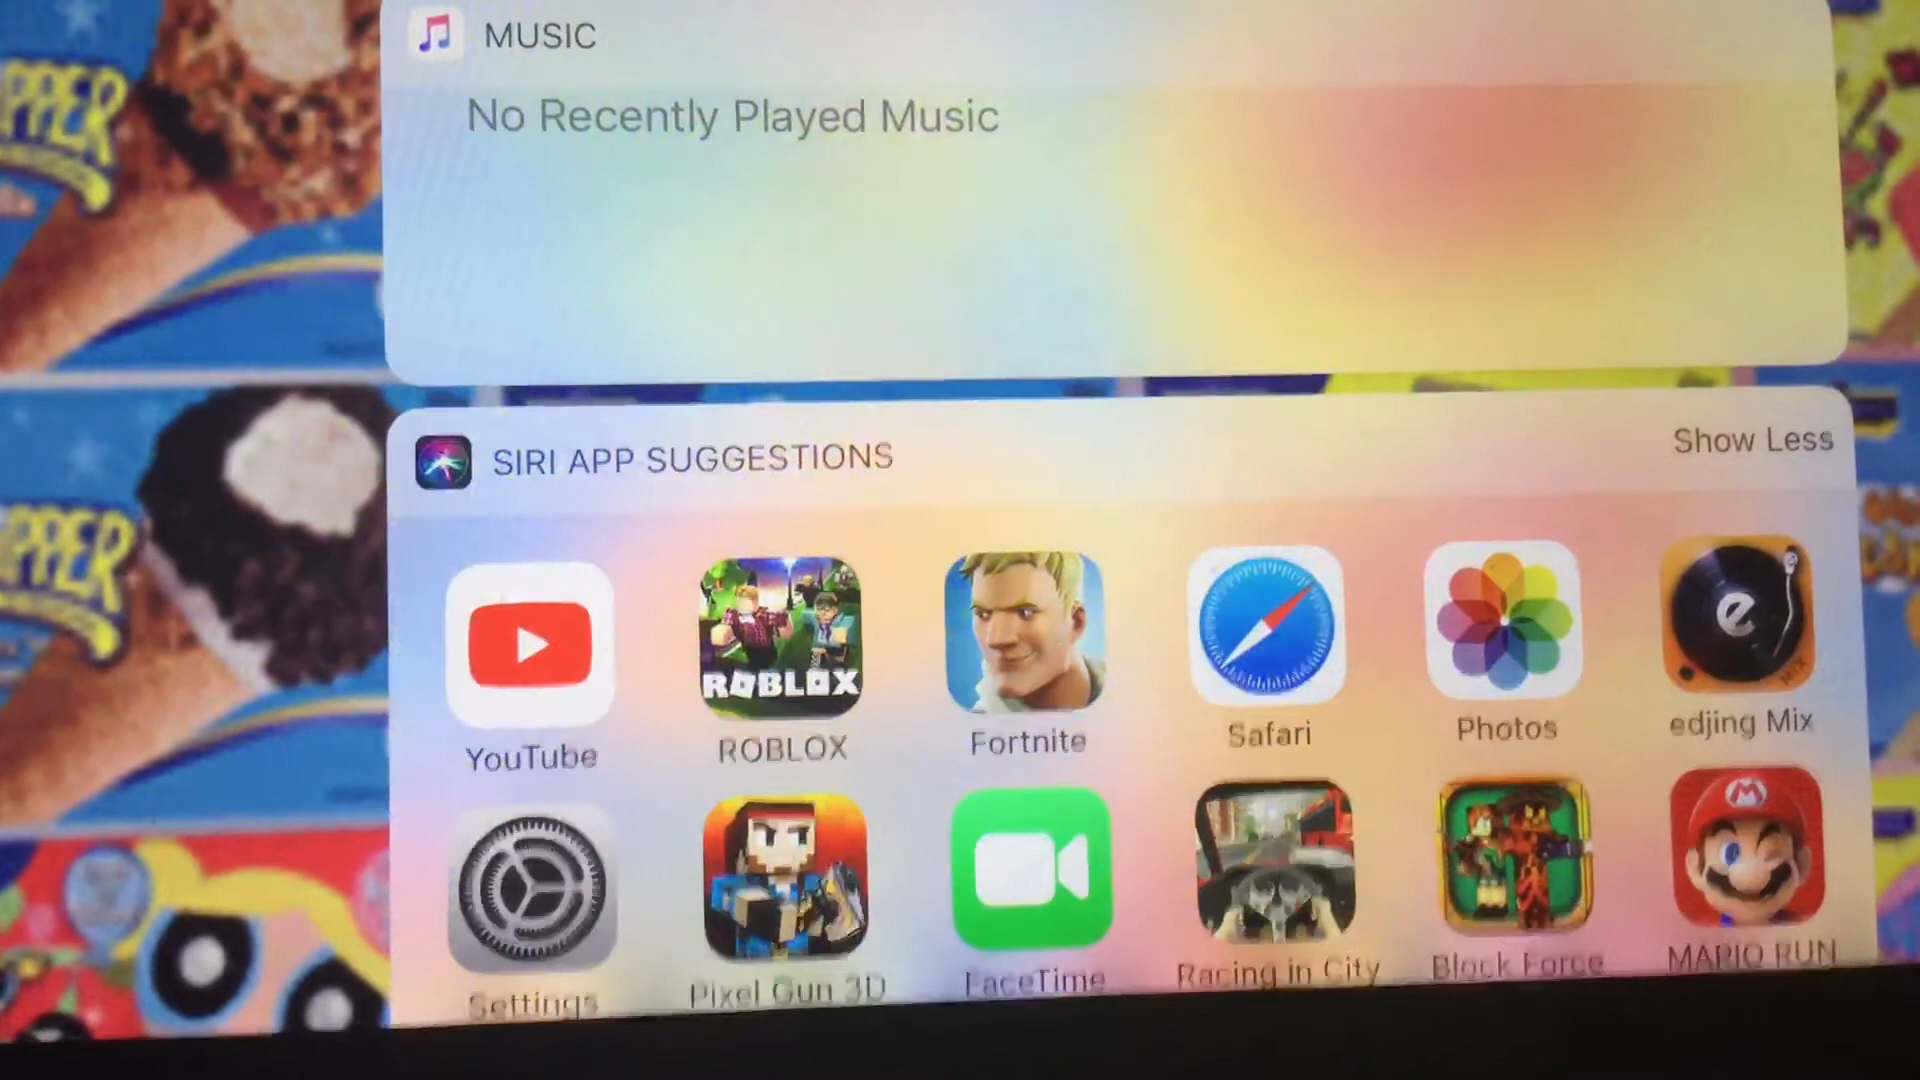 MUSIC
No Recently Played Music
SIRI APP SUGGESTIONS
Show Less
ROBLOX
e
MIX
YouTube
ROBLOX
Fortnite
Safari
Photos
edjing Mix
M
Settings
Pixel Gun 3D
FaceTime
Racing in City
Block Force
MARIO RUN